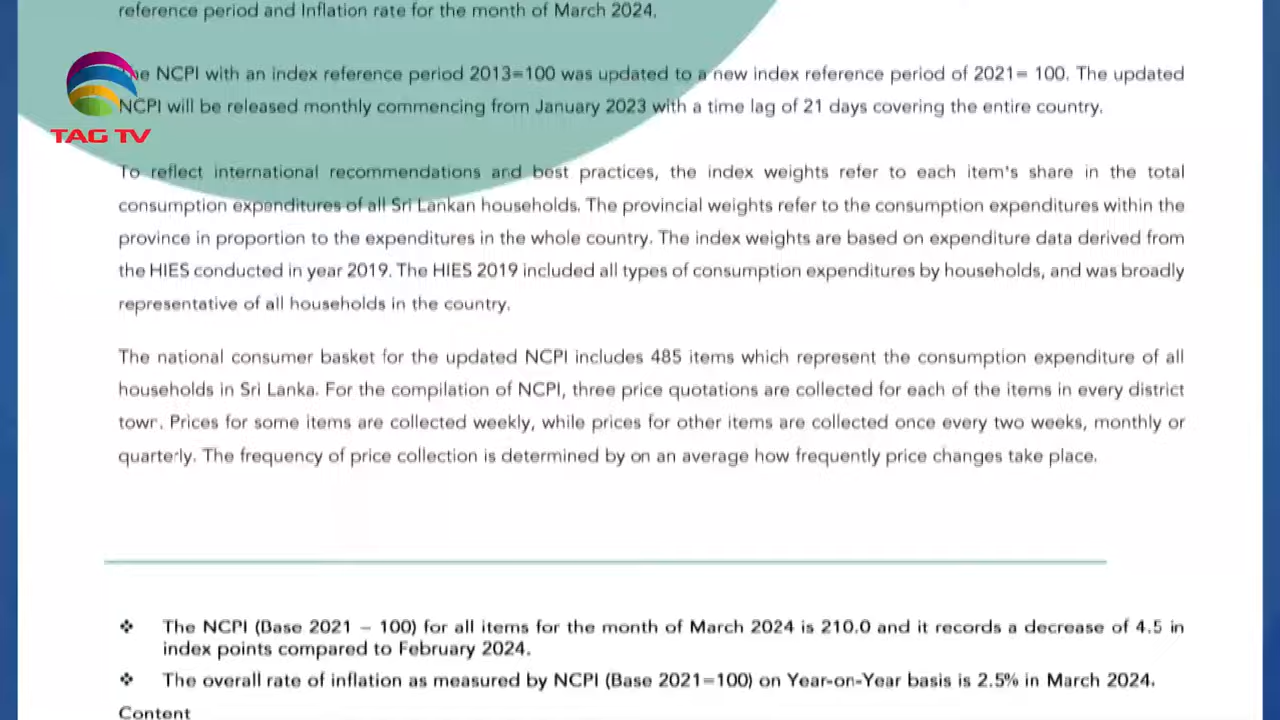 reference period and Inflation rate for the month of March 2024.
TAG TV
The NCPI with an index reference period 2013=100 was updated to a new index reference period of 2021= 100. The updated
NCPI will be released monthly commencing from January 2023 with a time lag of 21 days covering the entire country.
To reflect international recommendations and best practices, the index weights refer to each item's share in the total
consumption expenditures of all Sri Lankan households. The provincial weights refer to the consumption expenditures within the
province in proportion to the expenditures in the whole country. The index weights are based on expenditure data derived from
the HIES conducted in year 2019. The HIES 2019 included all types of consumption expenditures by households, and was broadly
representative of all households in the country.
The national consumer basket for the updated NCPI includes 485 items which represent the consumption expenditure of all
households in Sri Lanka. For the compilation of NCPI, three price quotations are collected for each of the items in every district
town. Prices for some items are collected weekly, while prices for other items are collected once every two weeks, monthly or
quarterly. The frequency of price collection is determined by on an average how frequently price changes take place.
❖ The NCPI (Base 2021 – 100) for all items for the month of March 2024 is 210.0 and it records a decrease of 4.5 in
index points compared to February 2024.
❖ The overall rate of inflation as measured by NCPI (Base 2021=100) on Year-on-Year basis is 2.5% in March 2024.
Content